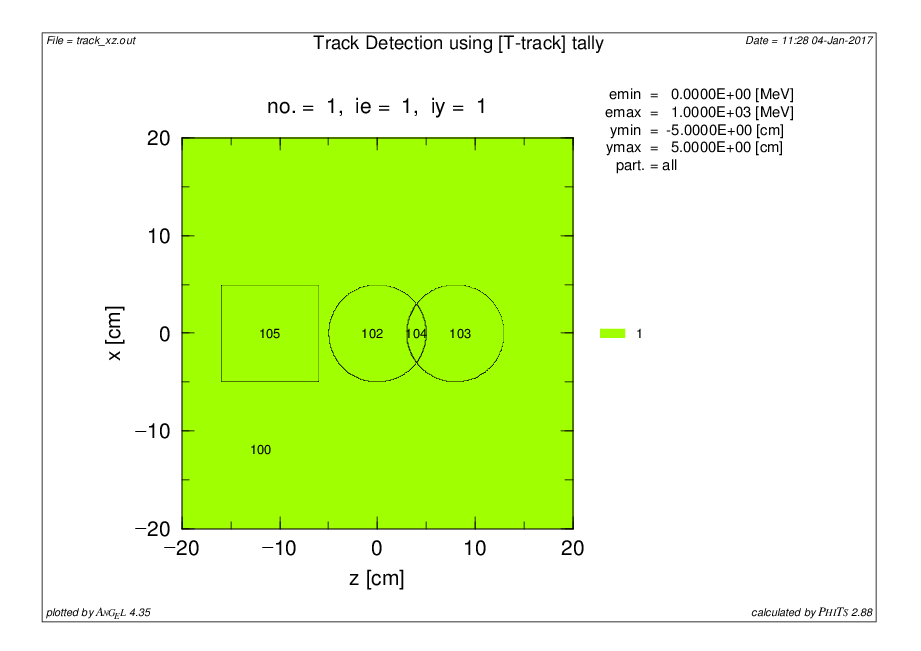 File = track_xz.out
Track Detection using [T-track] tally
Date = 11:28 04-Jan-2017
no. = 1, ie = 1, iy = 1
emin = 0.0000E+00 [MeV]
emax = 1.0000E+03 [MeV]
ymin = -5.0000E+00 [cm]
ymax = 5.0000E+00 [cm]
part. = all
20
10
0
−10
−20
x [cm]
105
102
104
103
100
1
−20
−10
0
10
20
z [cm]
plotted by ANGEL 4.35
calculated by PHITS 2.88